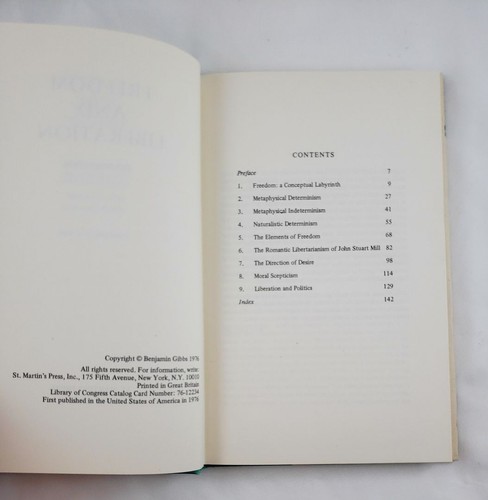 Copyright © Benjamin Gibbs 1976
All rights reserved. For information, write:
St. Martin's Press, Inc., 175 Fifth Avenue, New York, N.Y. 10010
Printed in Great Britain
Library of Congress Catalog Card Number: 76-12234
First published in the United States of America in 1976
CONTENTS
Preface 7
1. Freedom: a Conceptual Labyrinth 9
2. Metaphysical Determinism 27
3. Metaphysical Indeterminism 41
4. Naturalistic Determinism 55
5. The Elements of Freedom 68
6. The Romantic Libertarianism of John Stuart Mill 82
7. The Direction of Desire 98
8. Moral Scepticism 114
9. Liberation and Politics 129
Index 142